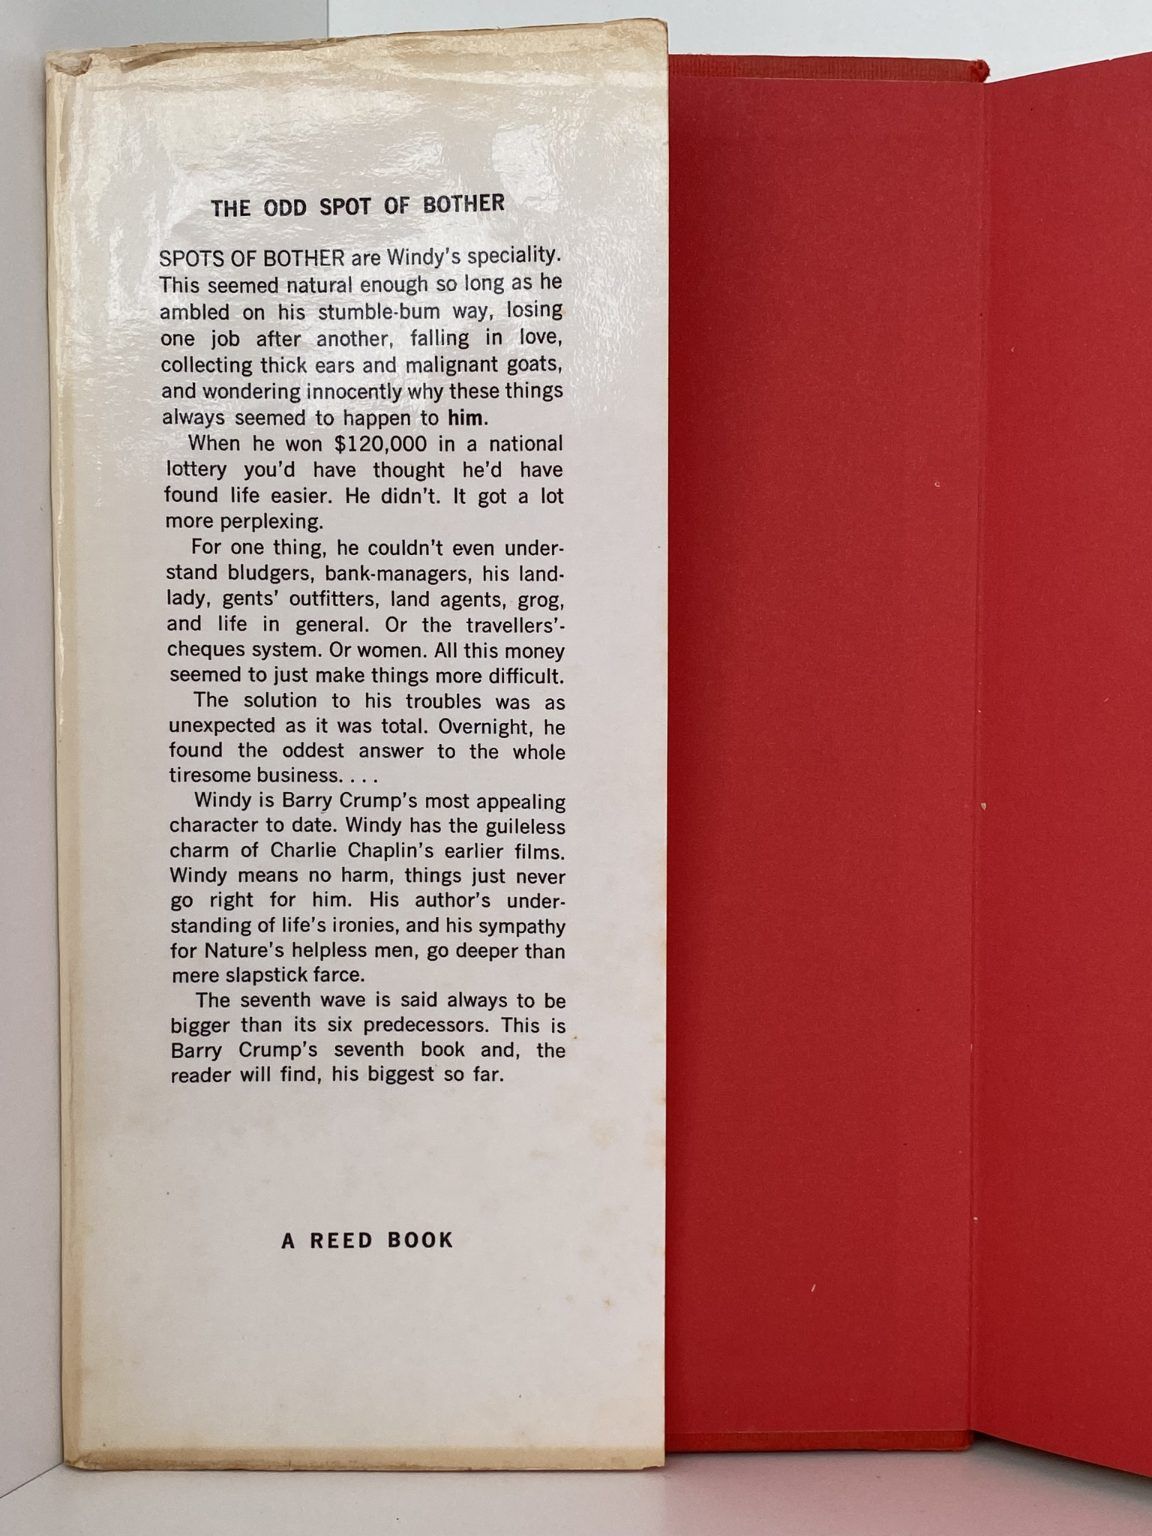 THE ODD SPOT OF BOTHER
SPOTS OF BOTHER are Windy's speciality.
This seemed natural enough so long as he
ambled on his stumble-bum way, losing
one job after another, falling in love,
collecting thick ears and malignant goats,
and wondering innocently why these things
always seemed to happen to him.
When he won $120,000 in a national
lottery you'd have thought he'd have
found life easier. He didn't. It got a lot
more perplexing.
For one thing, he couldn't even under-
stand bludgers, bank-managers, his land-
lady, gents' outfitters, land agents, grog,
and life in general. Or the travellers'-
cheques system. Or women. All this money
seemed to just make things more difficult.
The solution to his troubles was as
unexpected as it was total. Overnight, he
found the oddest answer to the whole
tiresome business. . . .
Windy is Barry Crump's most appealing
character to date. Windy has the guileless
charm of Charlie Chaplin's earlier films.
Windy means no harm, things just never
go right for him. His author's under-
standing of life's ironies, and his sympathy
for Nature's helpless men, go deeper than
mere slapstick farce.
The seventh wave is said always to be
bigger than its six predecessors. This is
Barry Crump's seventh book and, the
reader will find, his biggest so far.
A REED BOOK